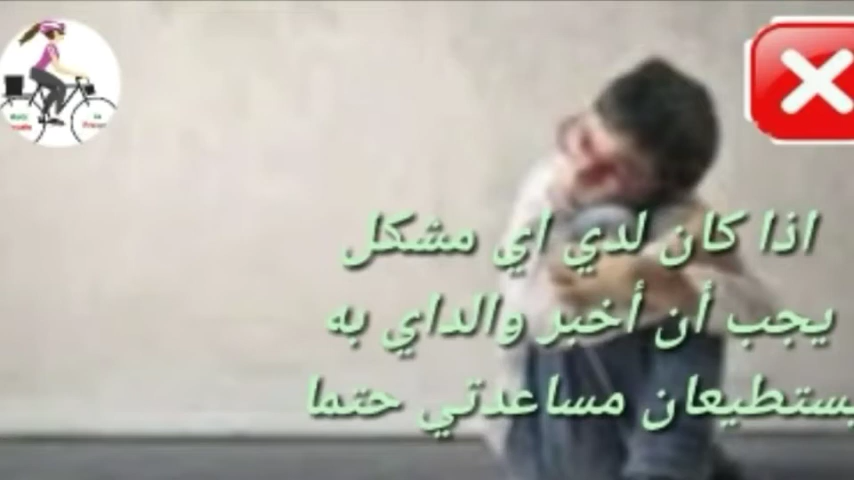 اذا كان لدي اي مشكل
يجب أن أخبر والداي به
يستطيعان مساعدتي حتما